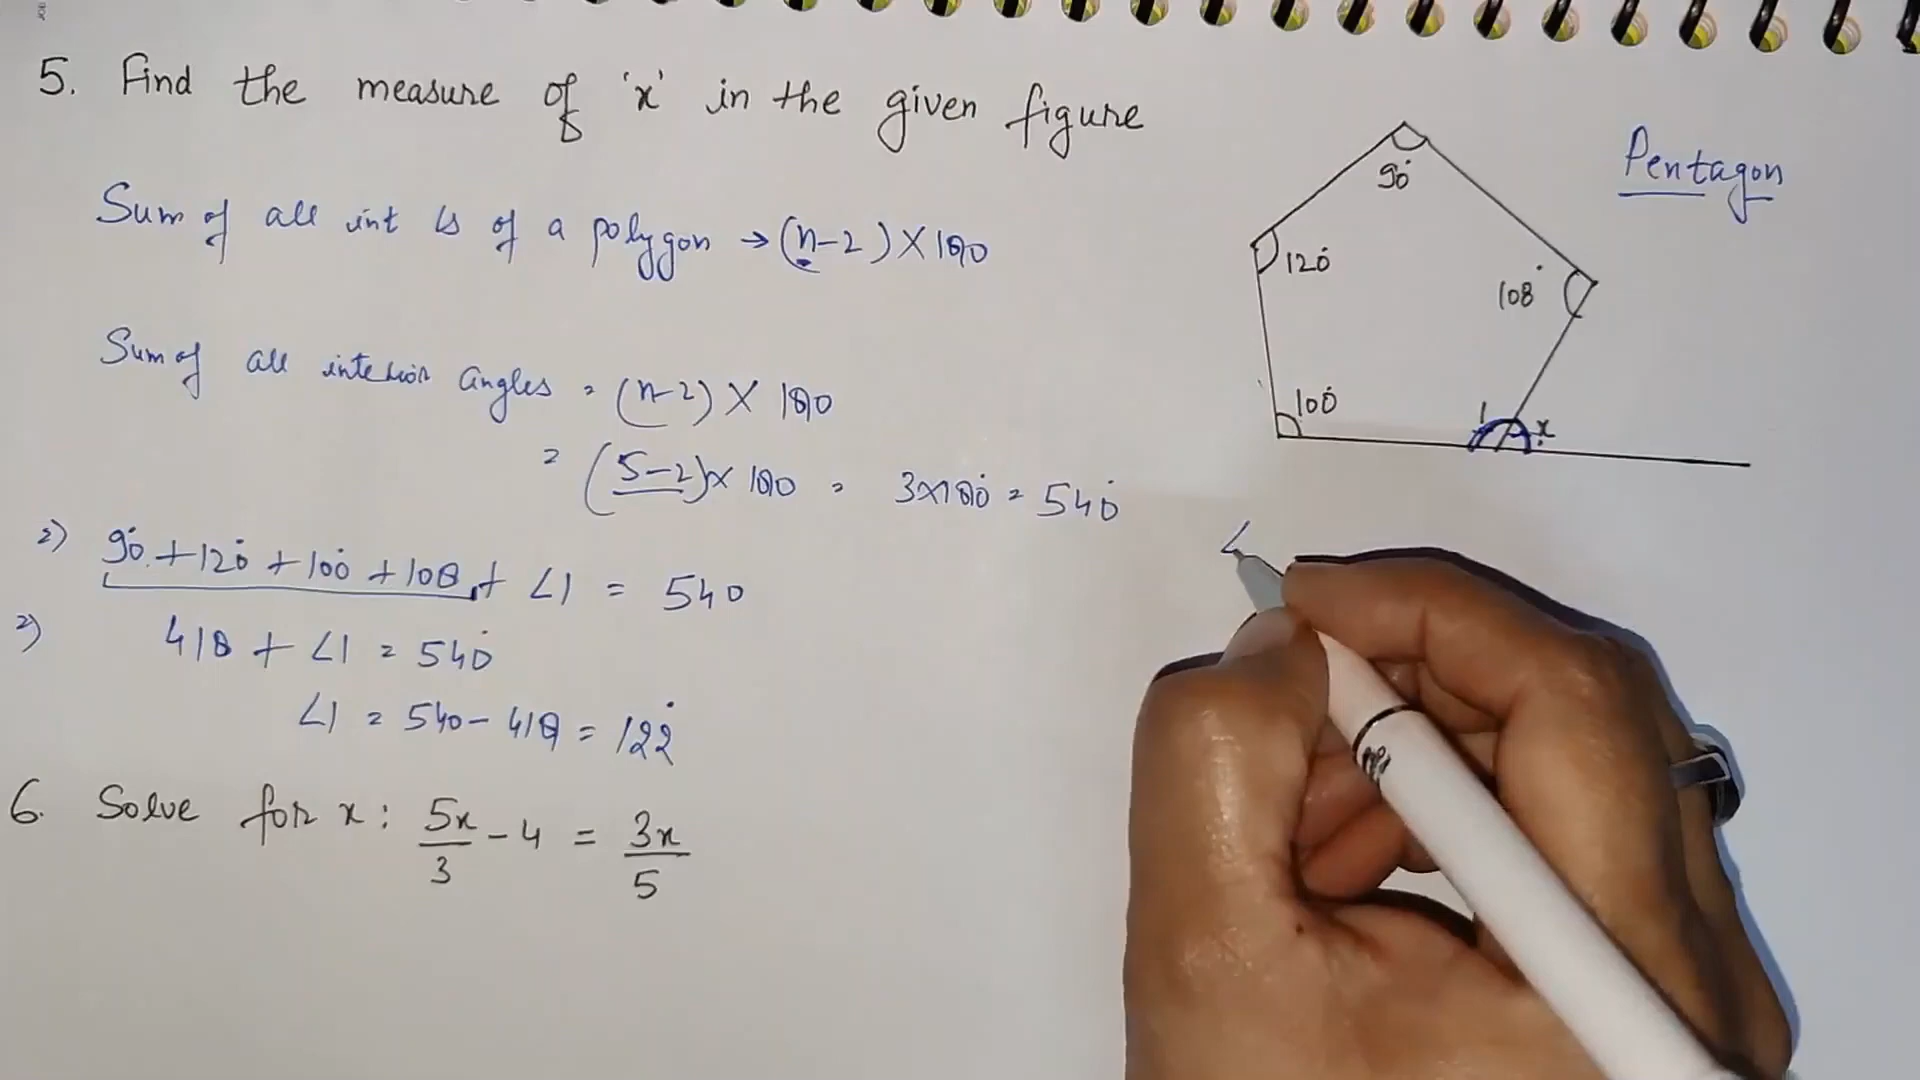 5. Find the measure of 'x' in the given figure
Pentagon
Sum of all int ∠s of a polygon → (n-2) × 180
Sum of all interior angles = (n-2) × 180
= (5-2) × 180 = 3×180° = 540°
⇒) 90° + 120° + 100° + 108 + ∠1 = 540
⇒) 418 + ∠1 = 540°
∠1 = 540 - 418 = 122°
6. Solve for x: 5x/3 - 4 = 3x/5
90°
120°
108°
100°
1
x
∠